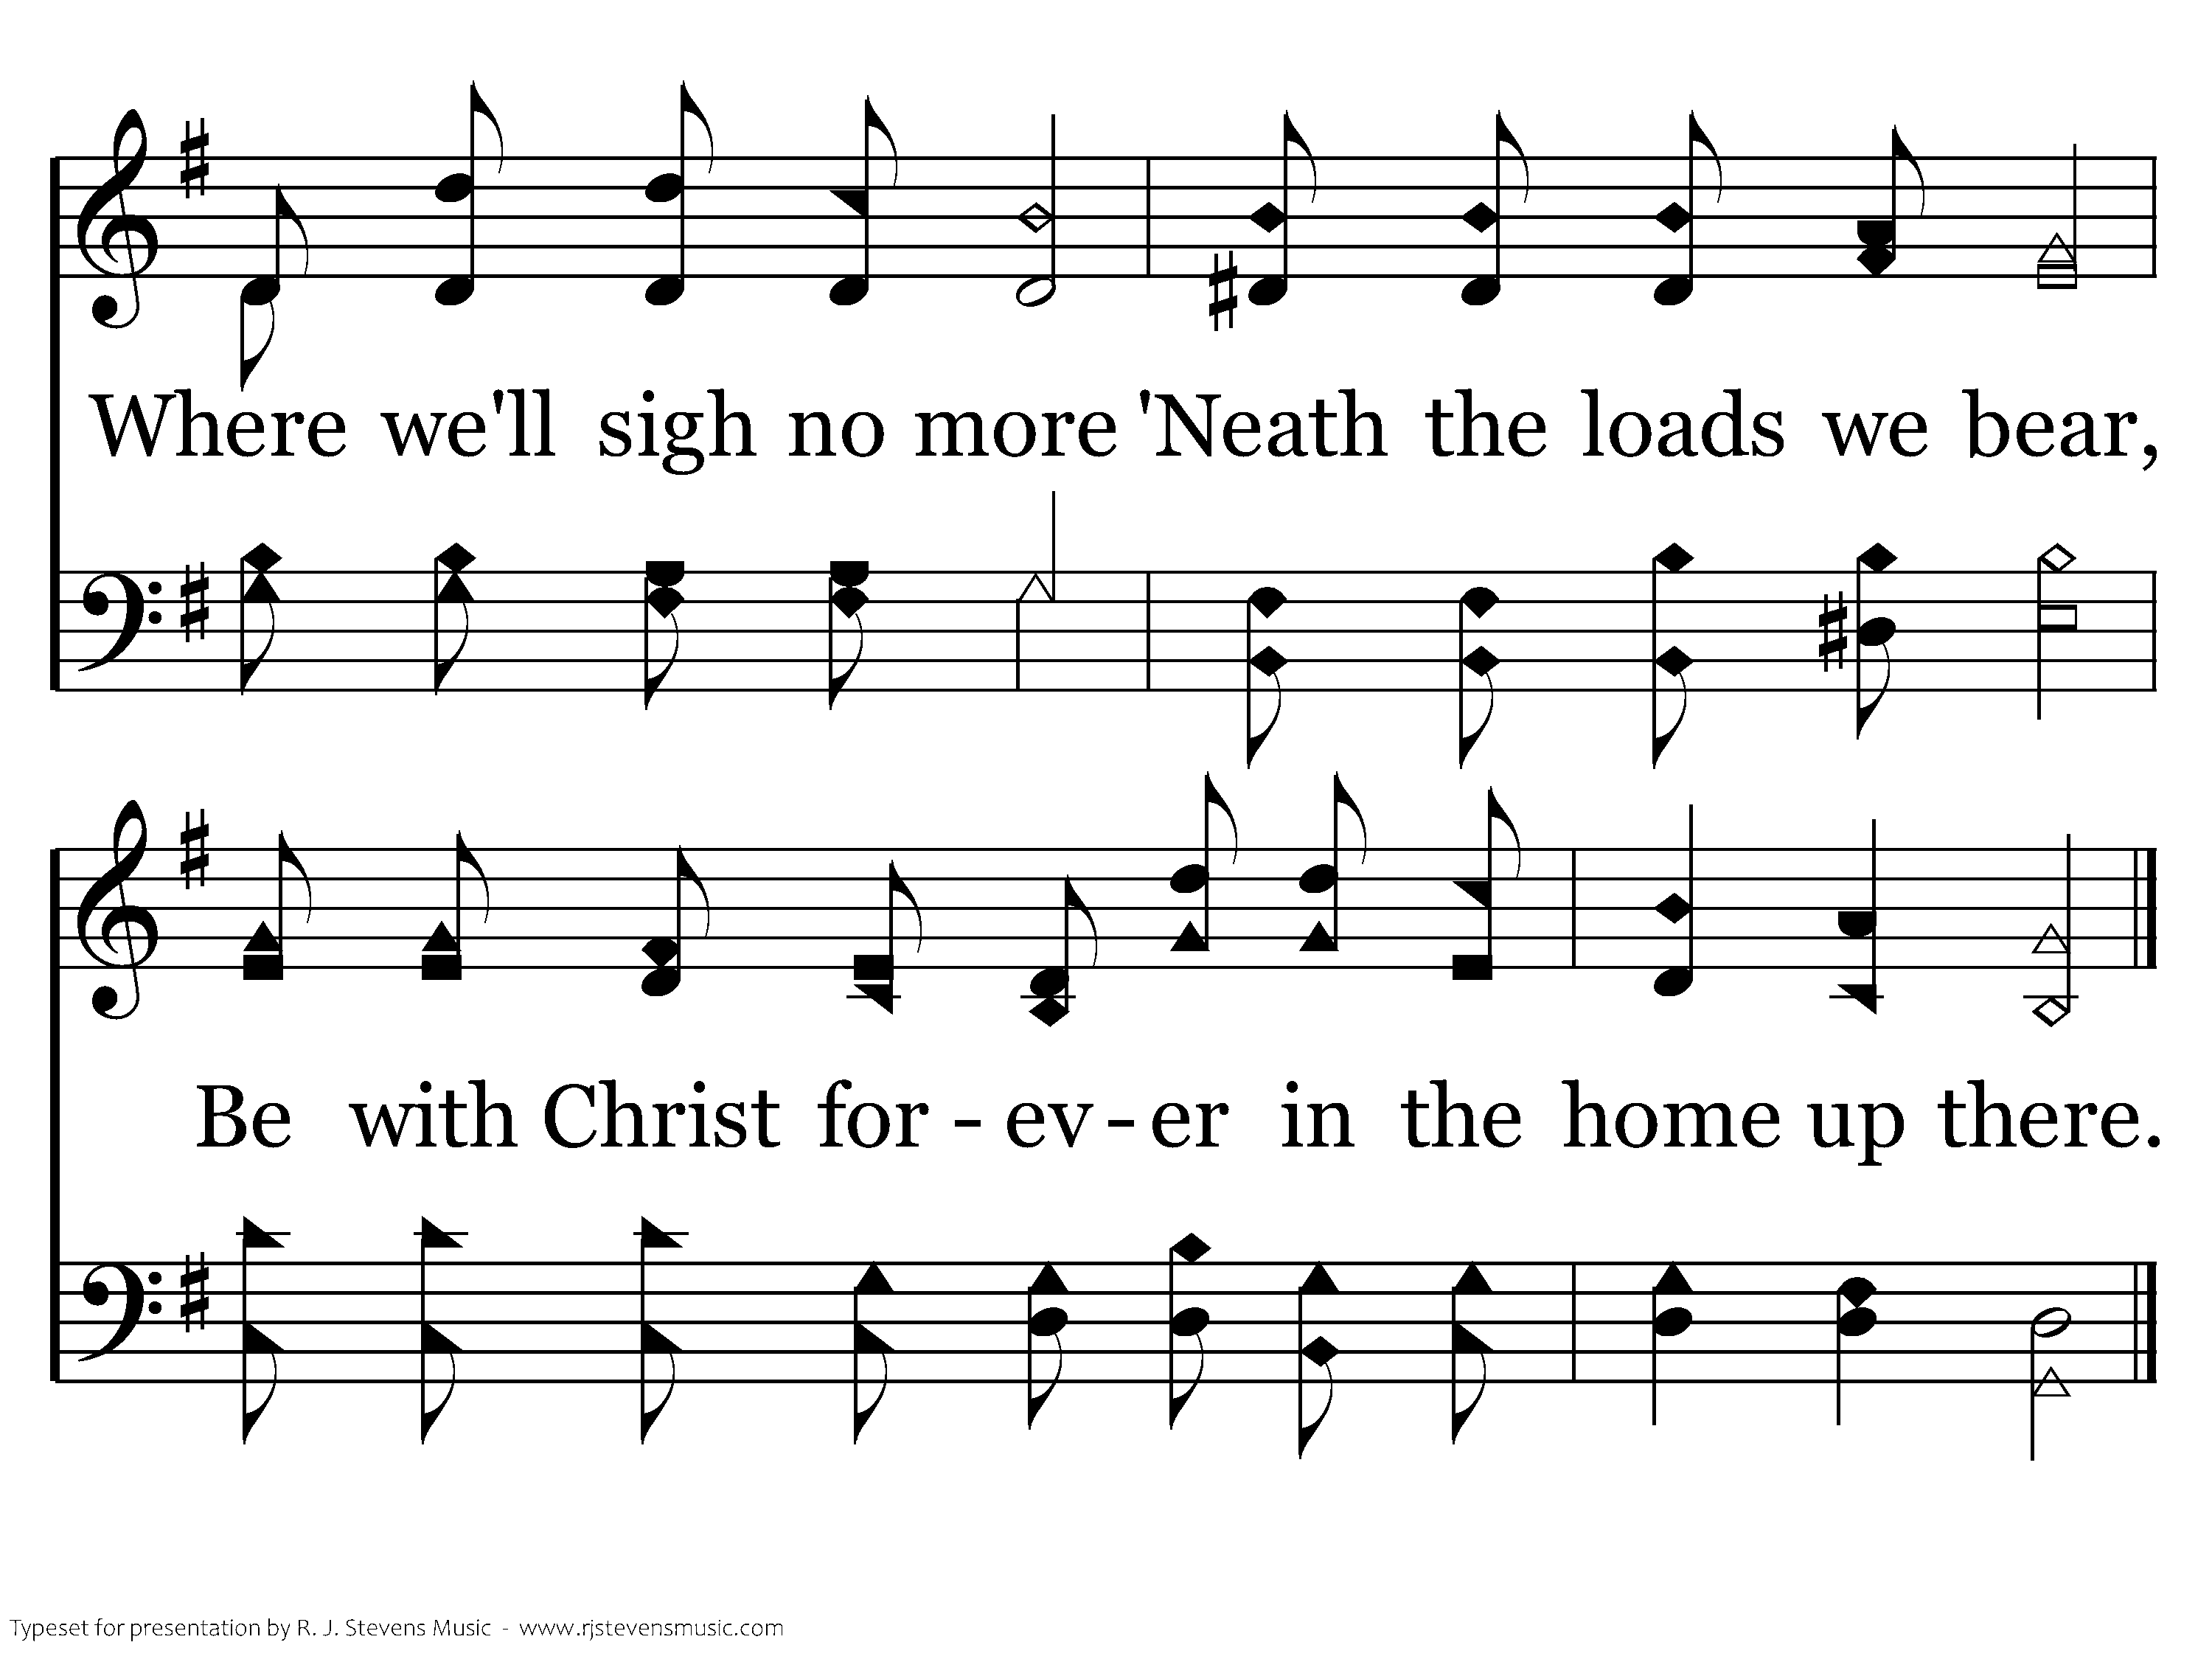 Where we'll sigh no more 'Neath the loads we bear,
Be with Christ for - ev - er in the home up there.
Typeset for presentation by R. J. Stevens Music - www.rjstevensmusic.com